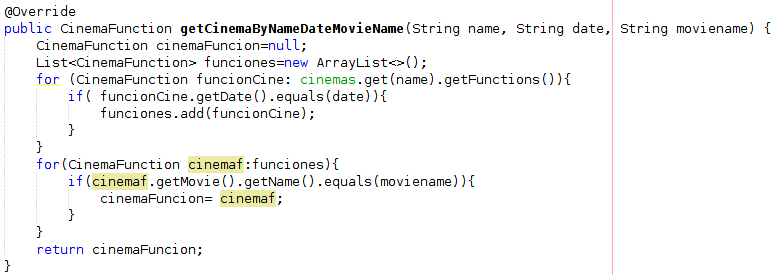 @Override
public CinemaFunction getCinemaByNameDateMovieName(String name, String date, String moviename) {
    CinemaFunction cinemaFuncion=null;
    List<CinemaFunction> funciones=new ArrayList<>();
    for (CinemaFunction funcionCine: cinemas.get(name).getFunctions()){
        if( funcionCine.getDate().equals(date)){
            funciones.add(funcionCine);
        }
    }
    for(CinemaFunction cinemaf:funciones){
        if(cinemaf.getMovie().getName().equals(moviename)){
            cinemaFuncion= cinemaf;
        }
    }
    return cinemaFuncion;
}